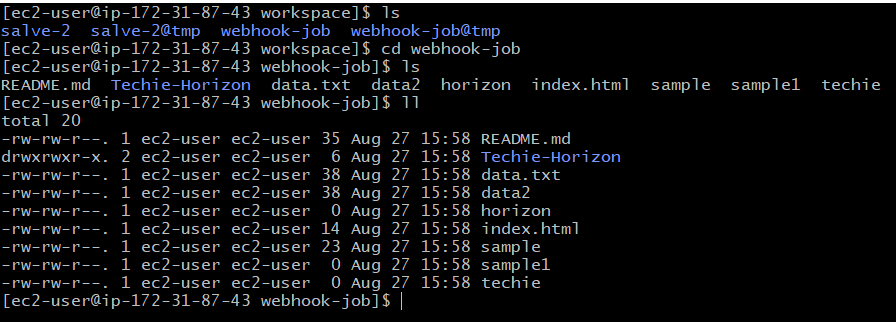 [ec2-user@ip-172-31-87-43 workspace]$ ls
salve-2  salve-2@tmp  webhook-job  webhook-job@tmp
[ec2-user@ip-172-31-87-43 workspace]$ cd webhook-job
[ec2-user@ip-172-31-87-43 webhook-job]$ ls
README.md  Techie-Horizon  data.txt  data2  horizon  index.html  sample  sample1  techie
[ec2-user@ip-172-31-87-43 webhook-job]$ ll
total 20
-rw-rw-r--. 1 ec2-user ec2-user 35 Aug 27 15:58 README.md
drwxrwxr-x. 2 ec2-user ec2-user  6 Aug 27 15:58 Techie-Horizon
-rw-rw-r--. 1 ec2-user ec2-user 38 Aug 27 15:58 data.txt
-rw-rw-r--. 1 ec2-user ec2-user 38 Aug 27 15:58 data2
-rw-rw-r--. 1 ec2-user ec2-user  0 Aug 27 15:58 horizon
-rw-rw-r--. 1 ec2-user ec2-user 14 Aug 27 15:58 index.html
-rw-rw-r--. 1 ec2-user ec2-user 23 Aug 27 15:58 sample
-rw-rw-r--. 1 ec2-user ec2-user  0 Aug 27 15:58 sample1
-rw-rw-r--. 1 ec2-user ec2-user  0 Aug 27 15:58 techie
[ec2-user@ip-172-31-87-43 webhook-job]$